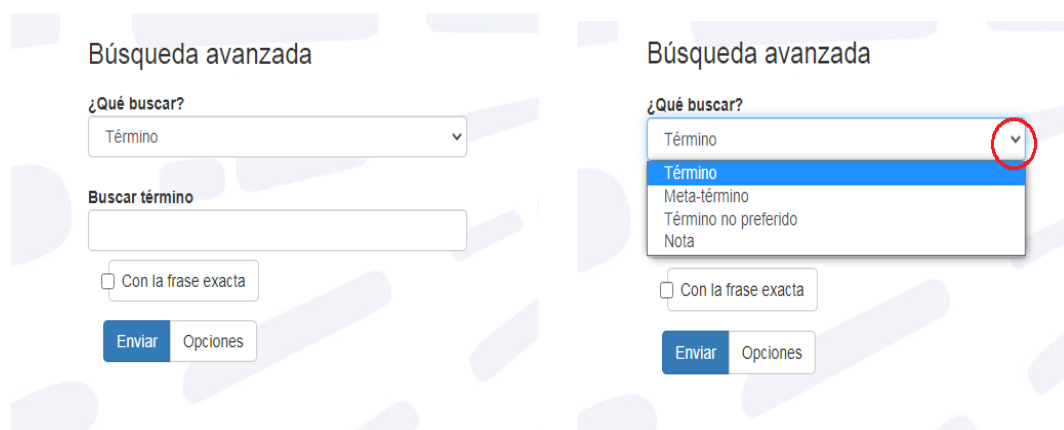 Búsqueda avanzada
¿Qué buscar?
Término
Buscar término
Con la frase exacta
Enviar
Opciones
Búsqueda avanzada
¿Qué buscar?
Término
Término
Meta-término
Término no preferido
Nota
Con la frase exacta
Enviar
Opciones